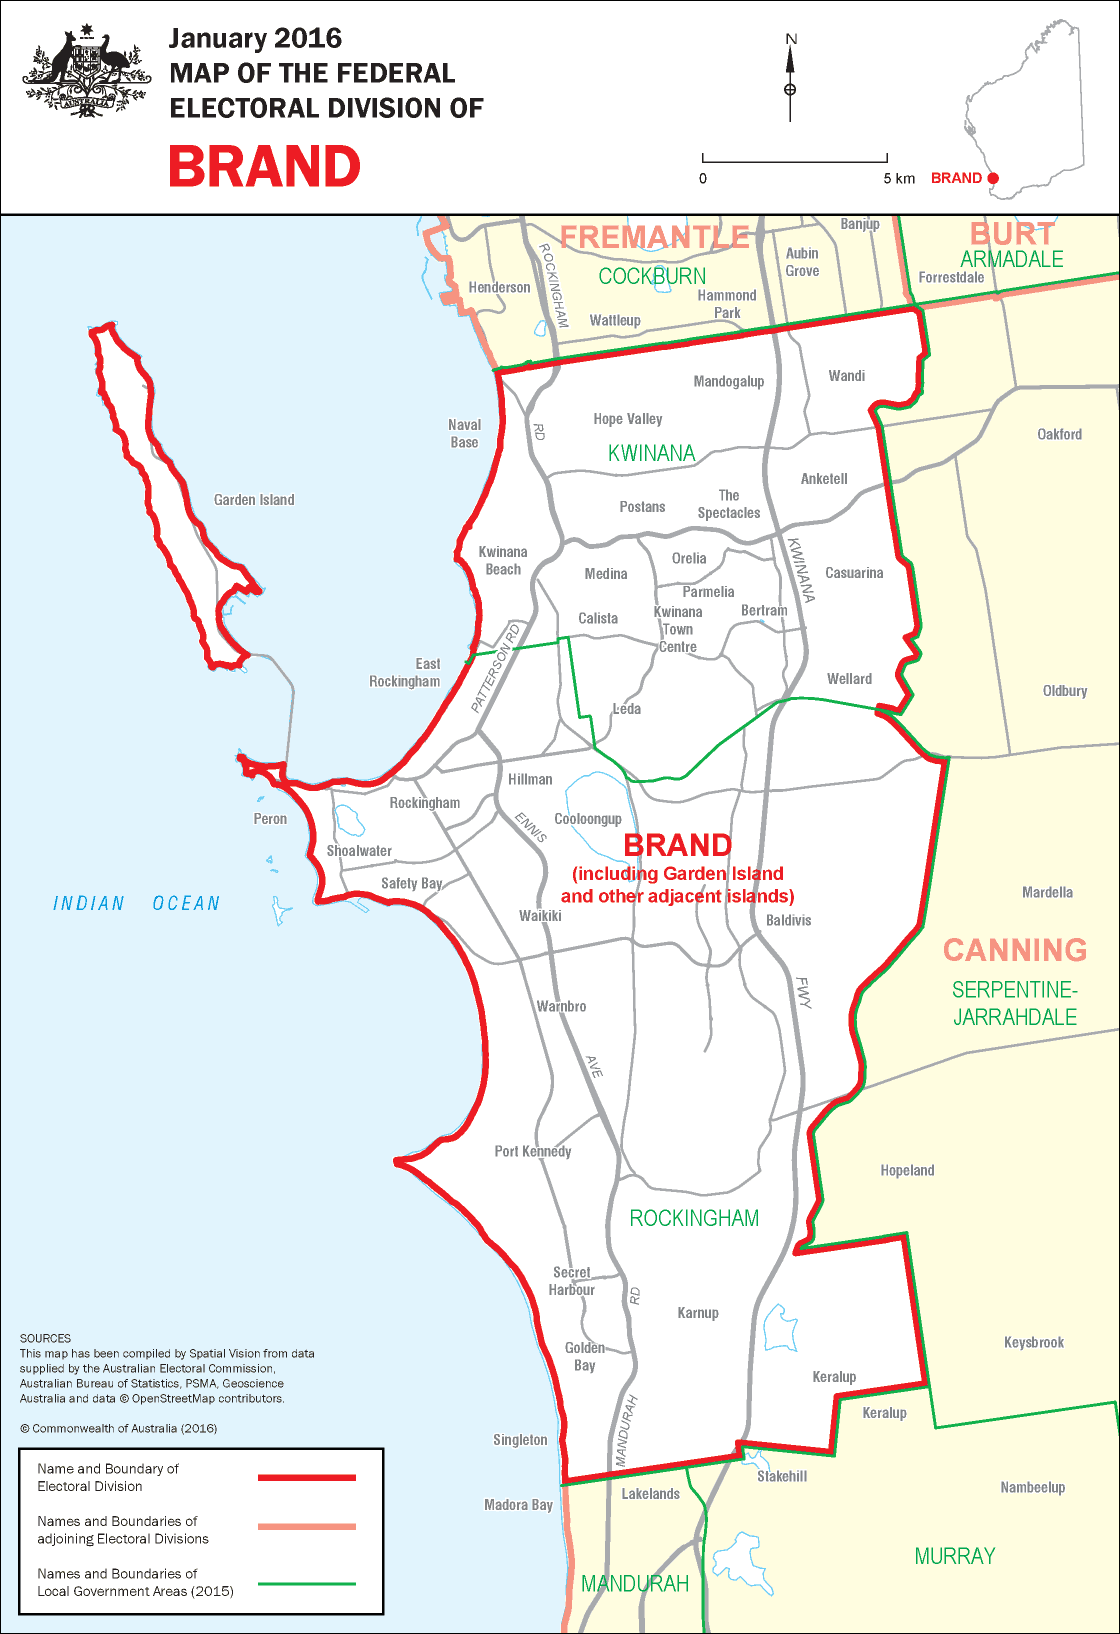 January 2016
MAP OF THE FEDERAL
ELECTORAL DIVISION OF
BRAND
AUSTRALIA
N
0
5 km
BRAND
FREMANTLE
BURT
Banjup
ARMADALE
Aubin
Grove
COCKBURN
Forrestdale
Henderson
ROCKINGHAM
Hammond
Park
Wattleup
Mandogalup
Wandi
Hope Valley
Naval
Base
RD
KWINANA
Oakford
Anketell
Garden Island
Postans
The
Spectacles
Kwinana
Beach
Orelia
KWINANA
Medina
Casuarina
Parmelia
Calista
Kwinana
Town
Centre
Bertram
PATTERSON RD
East
Rockingham
Wellard
Oldbury
Leda
Hillman
Rockingham
Peron
Cooloongup
ENNIS
BRAND
Shoalwater
(including Garden Island
and other adjacent islands)
Safety Bay
Mardella
INDIAN OCEAN
Waikiki
Baldivis
CANNING
SERPENTINE-
JARRAHDALE
FWY
Warnbro
AVE
Port Kennedy
Hopeland
ROCKINGHAM
Secret
Harbour
RD
Karnup
Golden
Bay
Keysbrook
Keralup
Keralup
MANDURAH
Singleton
Stakehill
Lakelands
Nambeelup
Madora Bay
MURRAY
MANDURAH
SOURCES
This map has been compiled by Spatial Vision from data
supplied by the Australian Electoral Commission,
Australian Bureau of Statistics, PSMA, Geoscience
Australia and data © OpenStreetMap contributors.
© Commonwealth of Australia (2016)
Name and Boundary of
Electoral Division
Names and Boundaries of
adjoining Electoral Divisions
Names and Boundaries of
Local Government Areas (2015)